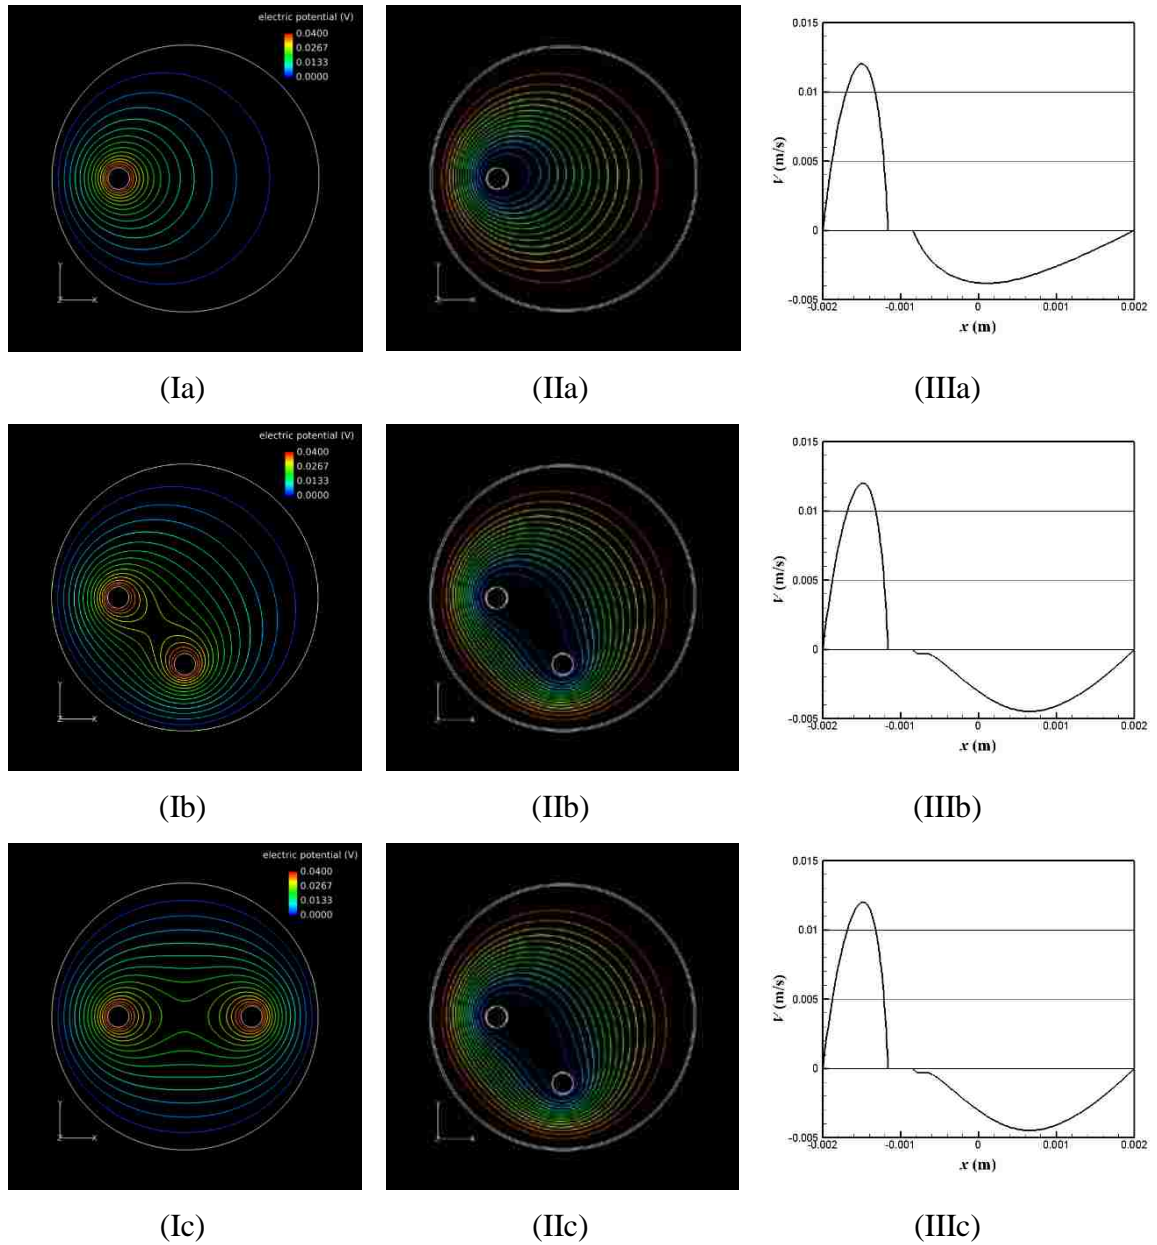 electric potential (V)
0.0400
0.0267
0.0133
0.0000
Y
Z X
0.015
0.01
0.005
0
-0.005
V (m/s)
-0.002 -0.001 0 0.001 0.002
x (m)
(Ia) (IIa) (IIIa)
electric potential (V)
0.0400
0.0267
0.0133
0.0000
Y
Z X
0.015
0.01
0.005
0
-0.005
V (m/s)
-0.002 -0.001 0 0.001 0.002
x (m)
(Ib) (IIb) (IIIb)
electric potential (V)
0.0400
0.0267
0.0133
0.0000
Y
Z X
0.015
0.01
0.005
0
-0.005
V (m/s)
-0.002 -0.001 0 0.001 0.002
x (m)
(Ic) (IIc) (IIIc)